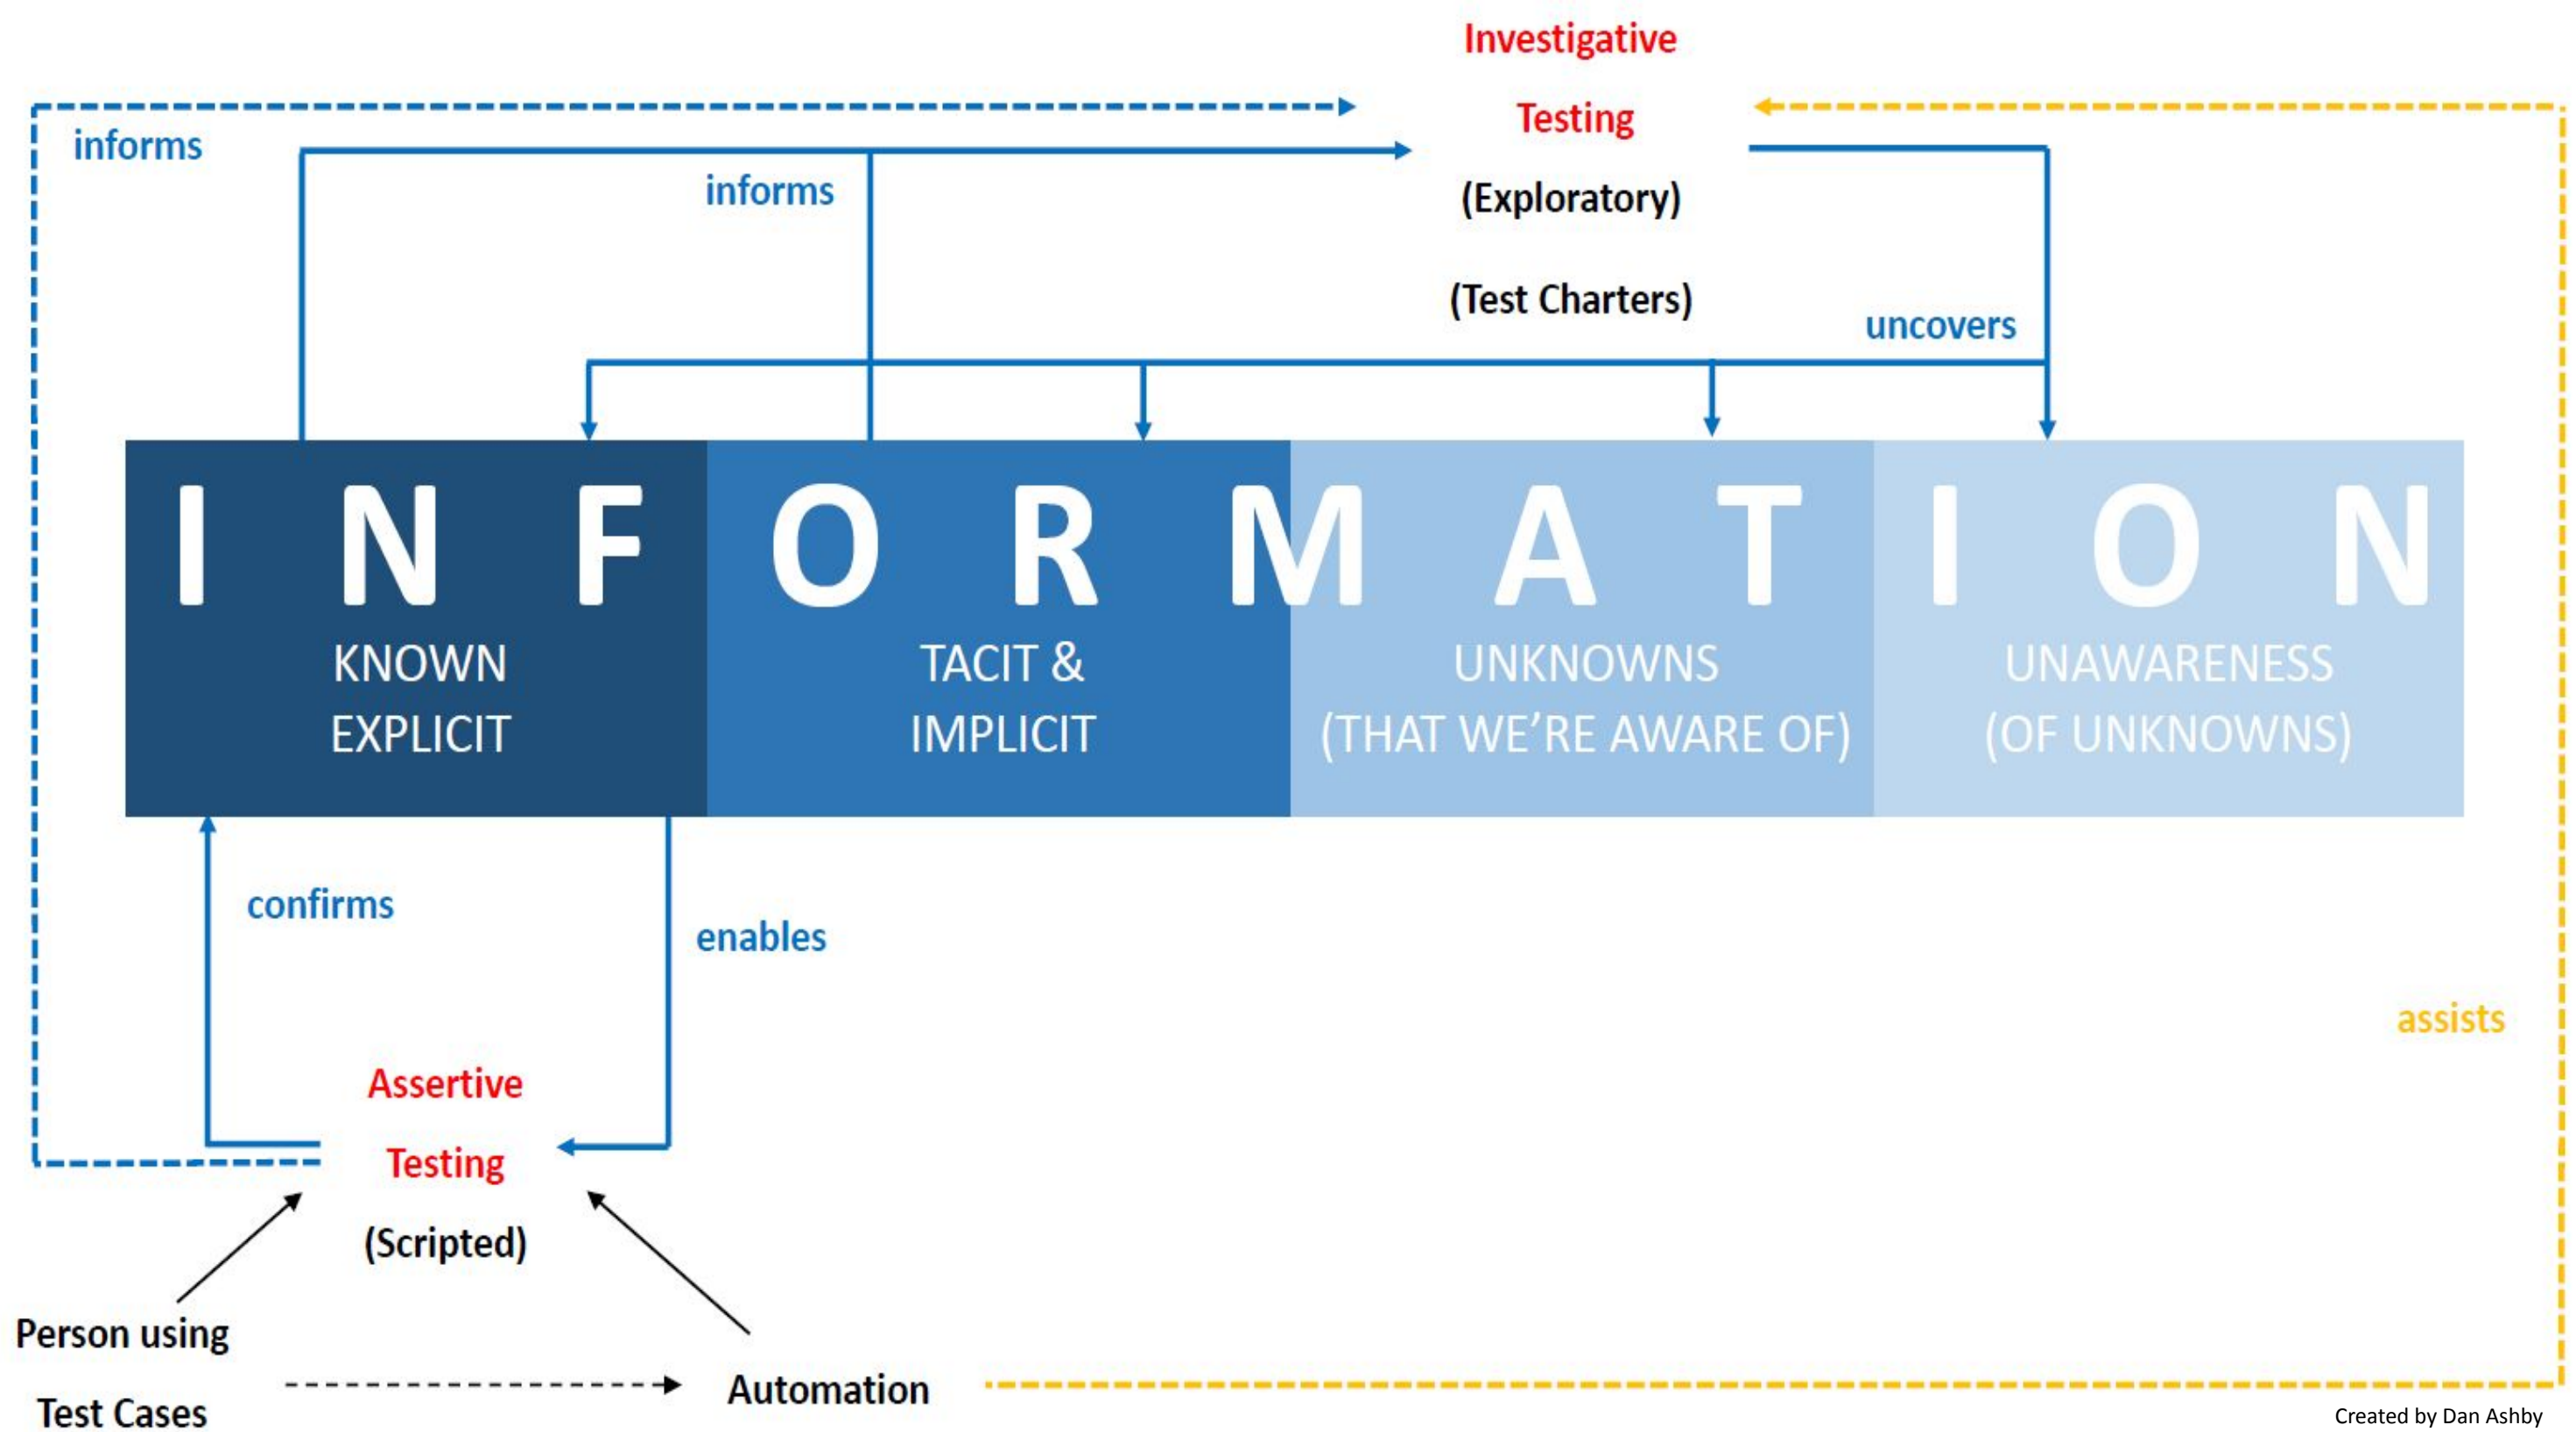 Investigative
Testing
(Exploratory)
(Test Charters)
informs
informs
uncovers
I N F O R M A T I O N
KNOWN
EXPLICIT
TACIT &
IMPLICIT
UNKNOWNS
(THAT WE'RE AWARE OF)
UNAWARENESS
(OF UNKNOWNS)
confirms
enables
assists
Assertive
Testing
(Scripted)
Person using
Test Cases
Automation
Created by Dan Ashby